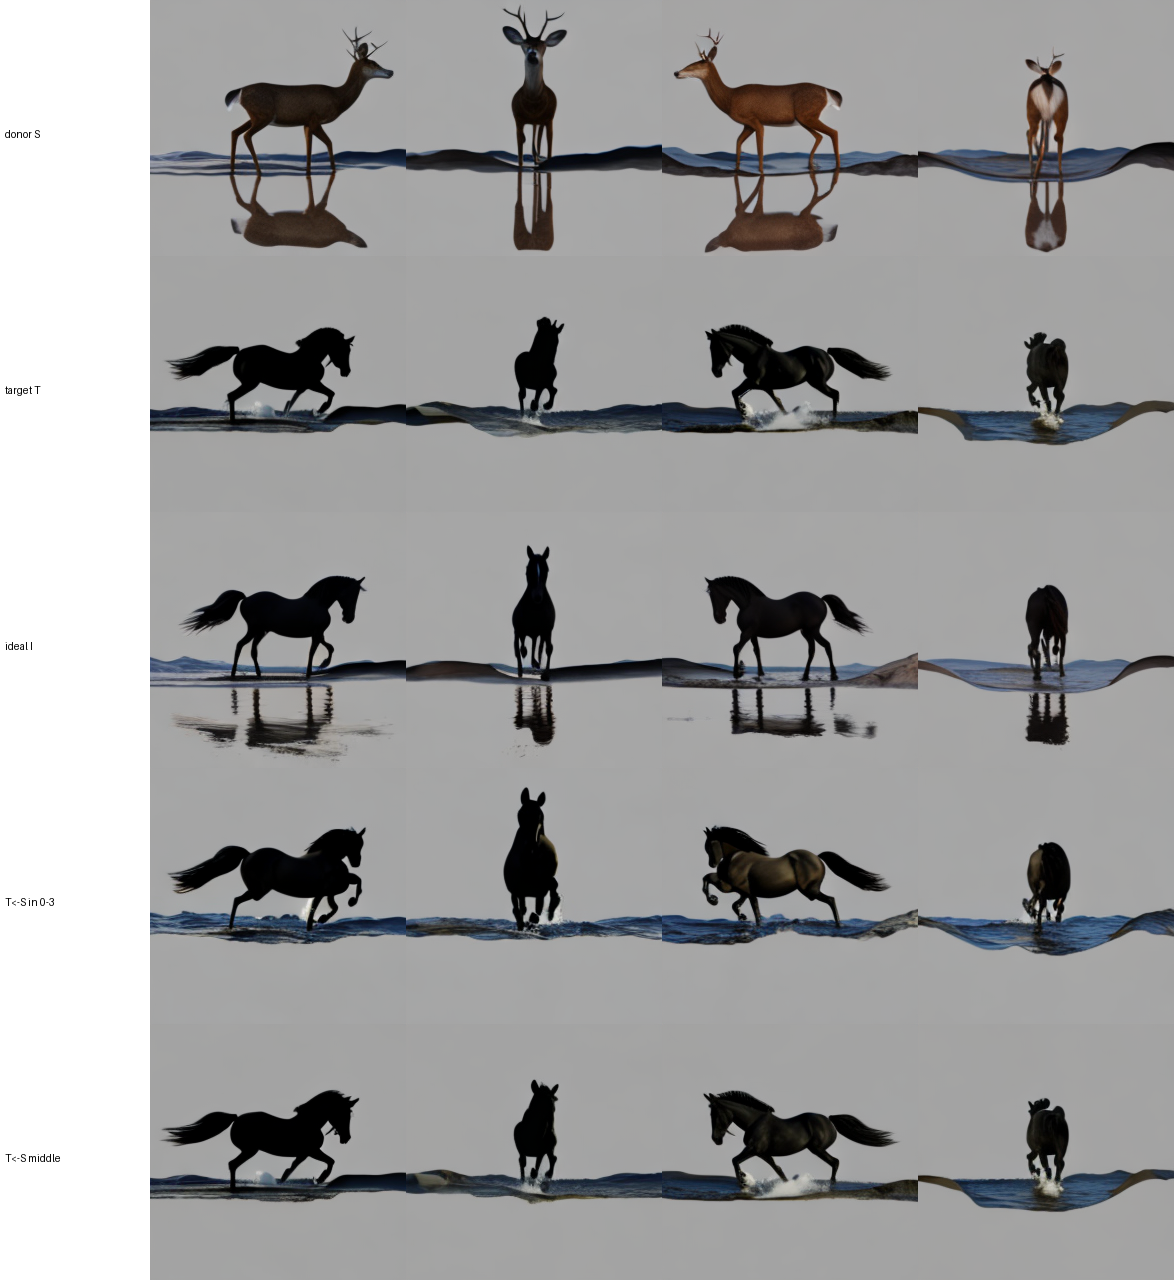 donor S
target T
ideal I
T<-S in 0-3
T<-S middle